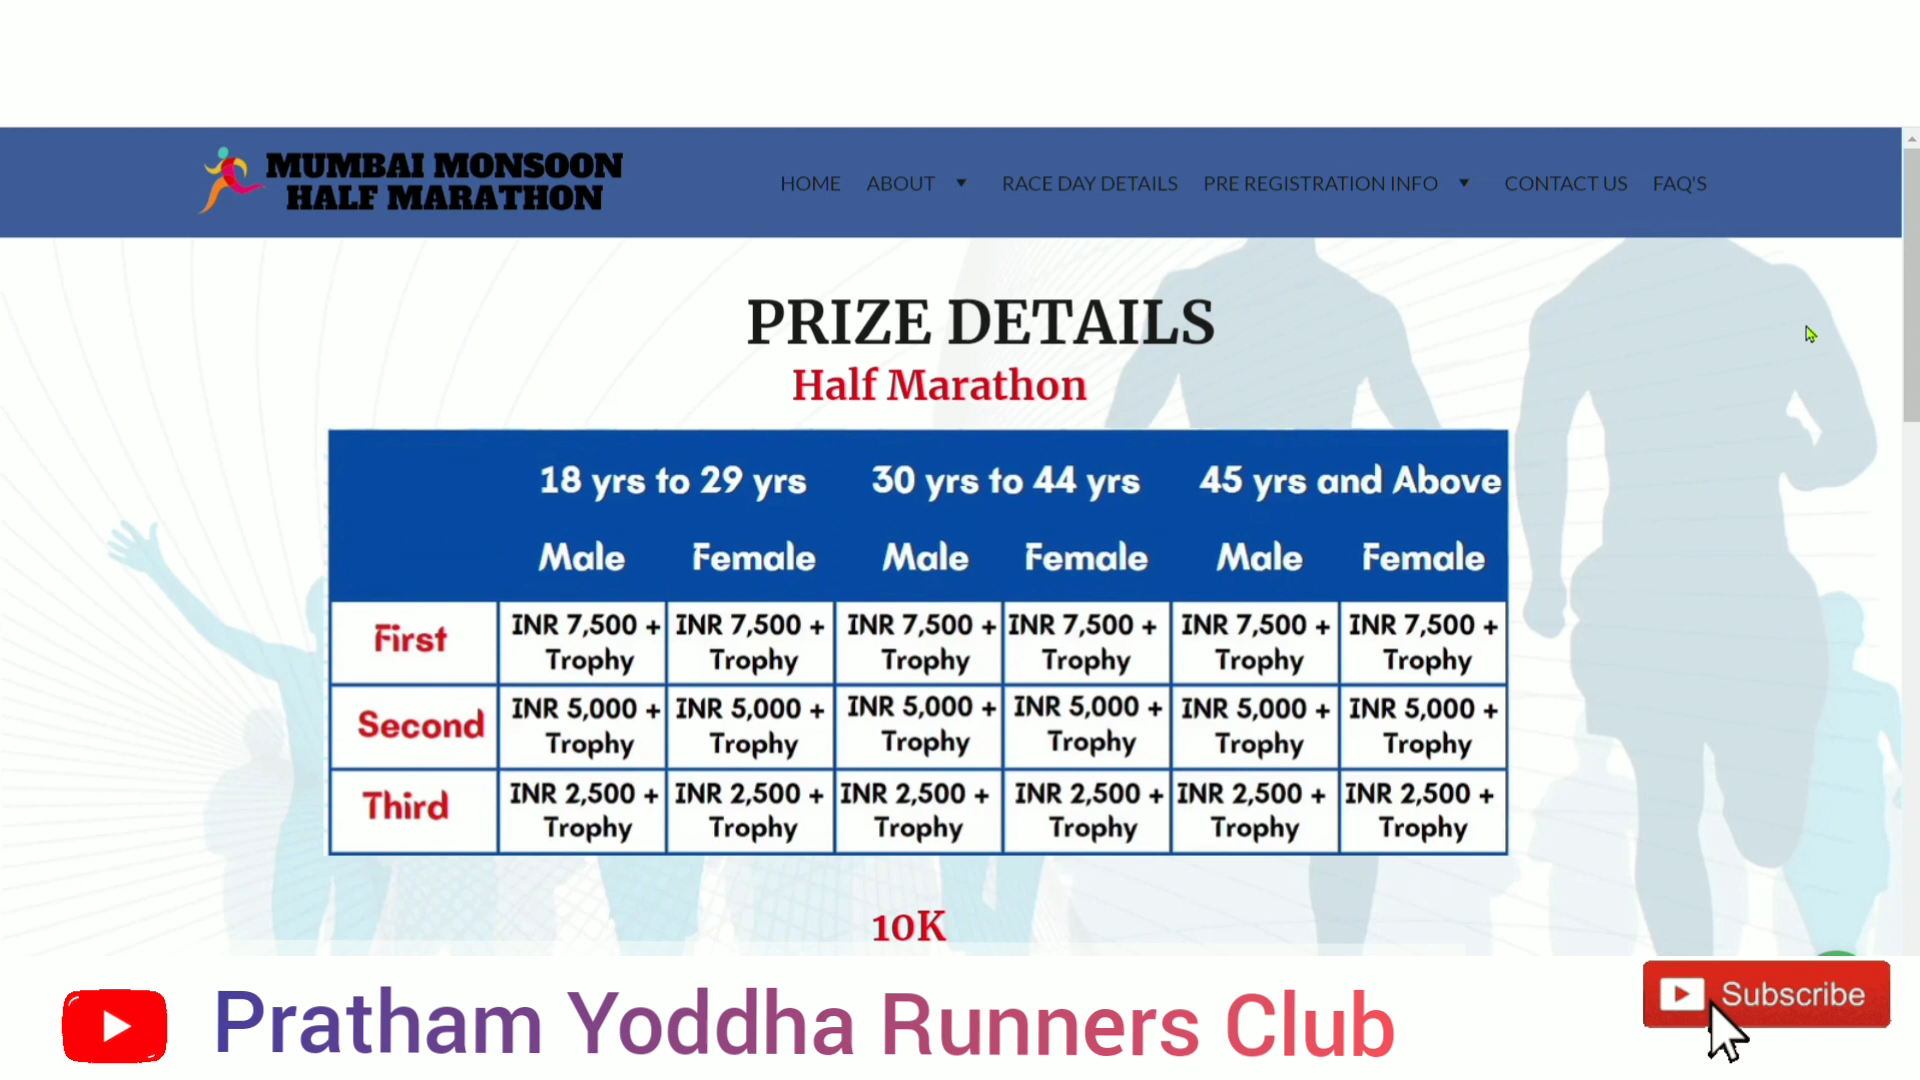 MUMBAI MONSOON
HALF MARATHON
HOME ABOUT RACE DAY DETAILS PRE REGISTRATION INFO CONTACT US FAQ'S
PRIZE DETAILS
Half Marathon
18 yrs to 29 yrs 30 yrs to 44 yrs 45 yrs and Above
Male Female Male Female Male Female
First INR 7,500 + Trophy INR 7,500 + Trophy INR 7,500 + Trophy INR 7,500 + Trophy INR 7,500 + Trophy INR 7,500 + Trophy
Second INR 5,000 + Trophy INR 5,000 + Trophy INR 5,000 + Trophy INR 5,000 + Trophy INR 5,000 + Trophy INR 5,000 + Trophy
Third INR 2,500 + Trophy INR 2,500 + Trophy INR 2,500 + Trophy INR 2,500 + Trophy INR 2,500 + Trophy INR 2,500 + Trophy
10K
Pratham Yoddha Runners Club
Subscribe